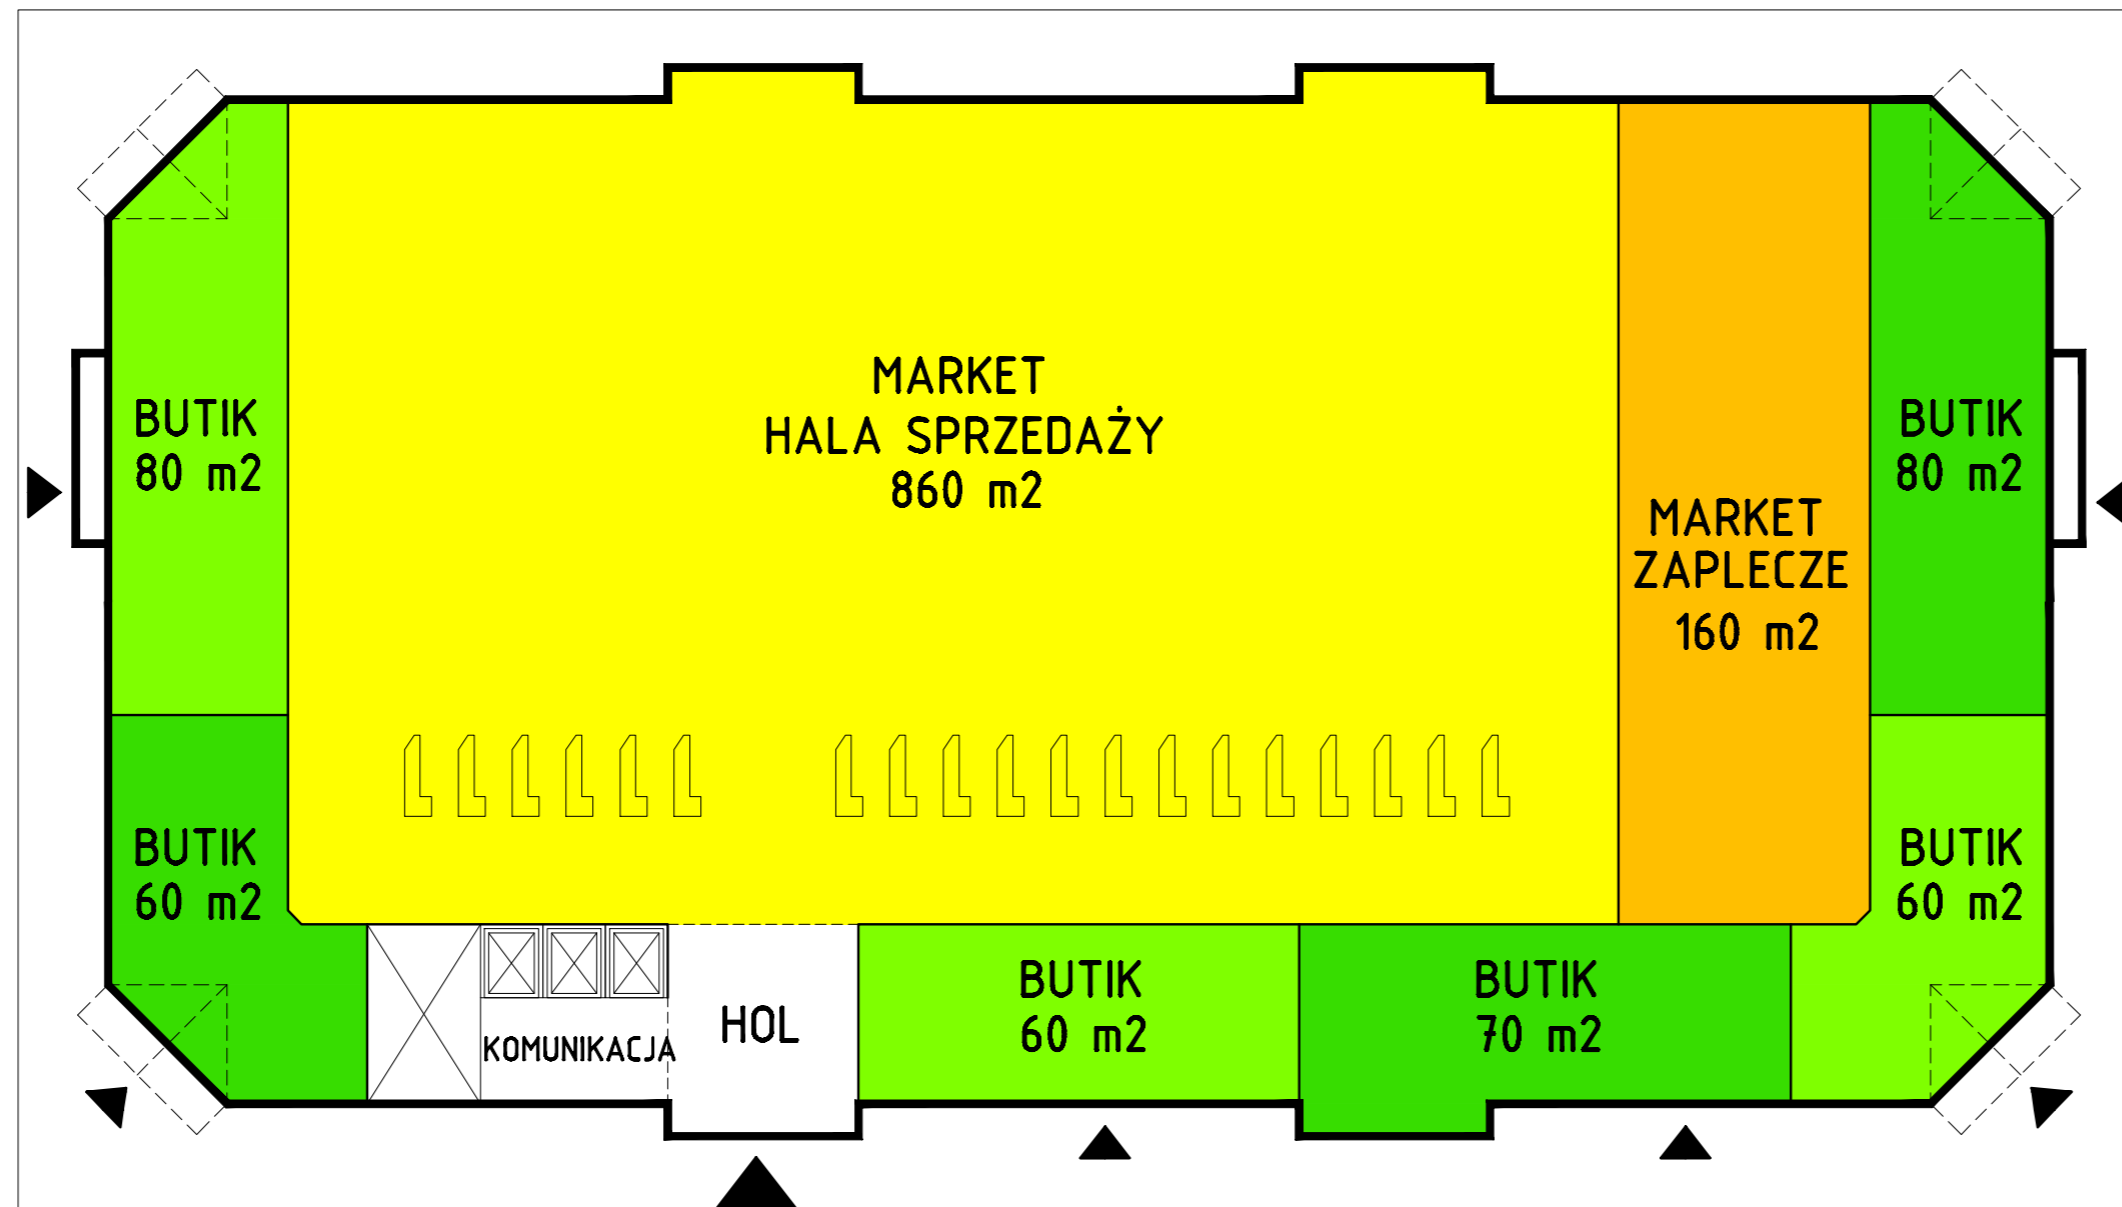 BUTIK
80 m2
MARKET
HALA SPRZEDAŻY
860 m2
MARKET
ZAPLECZE
160 m2
BUTIK
80 m2
BUTIK
60 m2
KOMUNIKACJA
HOL
BUTIK
60 m2
BUTIK
70 m2
BUTIK
60 m2